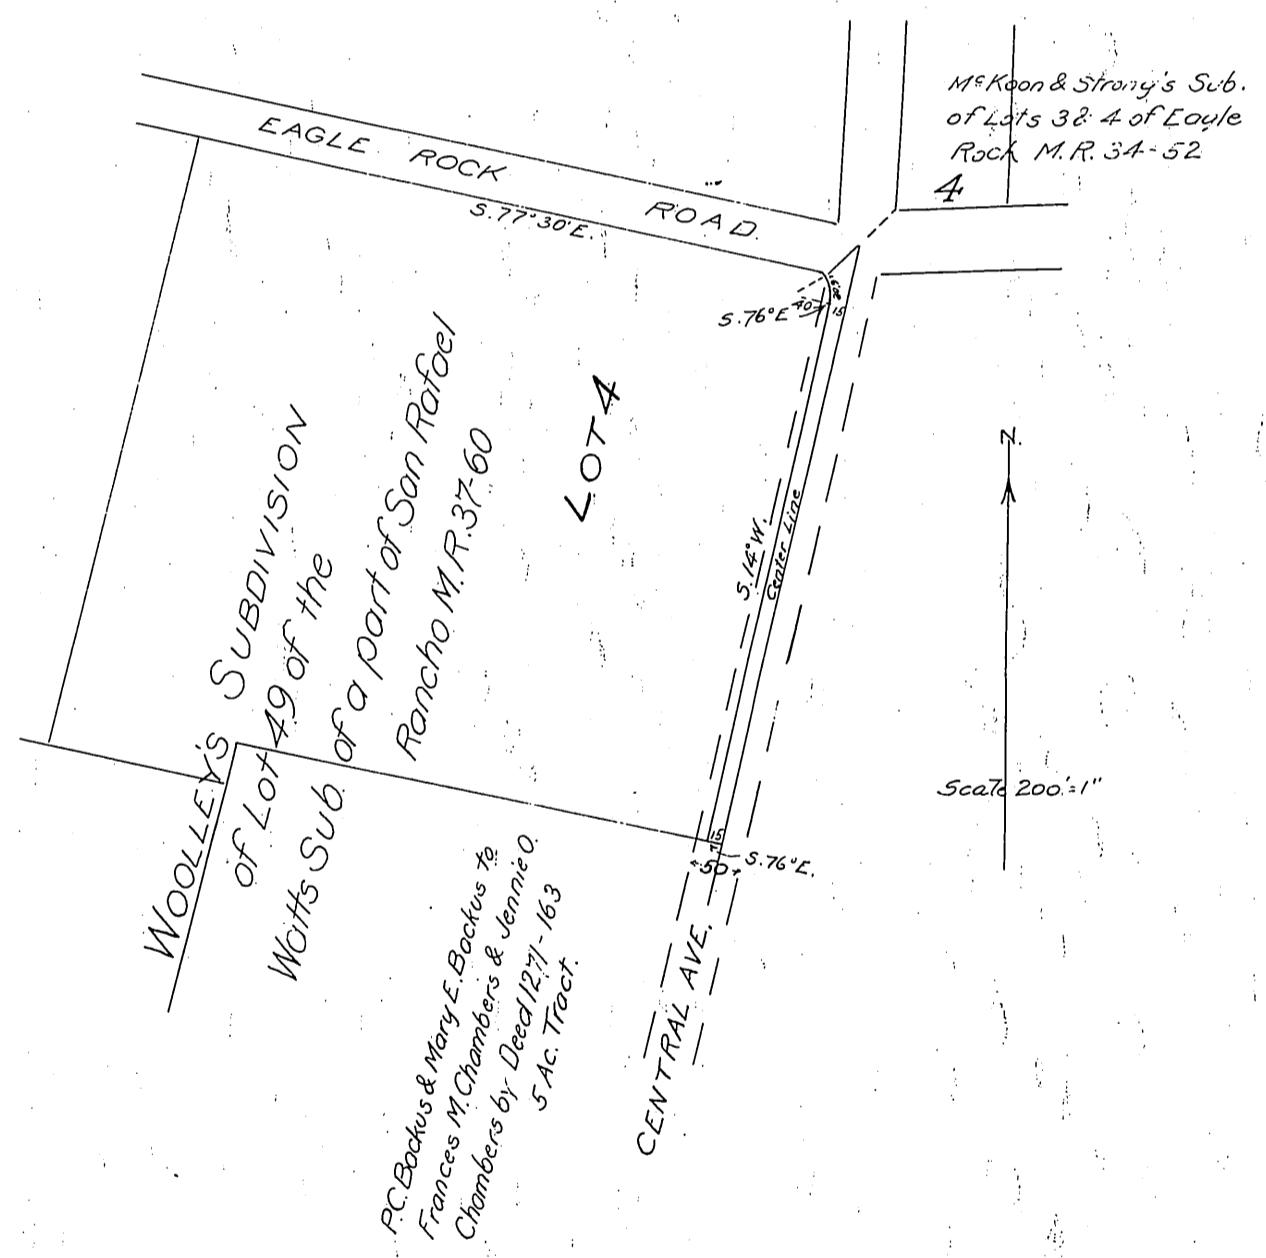 McKoon & Strong's Sub.
of Lots 3 & 4 of Eagle
Rock M.R. 34-52
4
EAGLE ROCK ROAD.
S.77°30'E.
S.76°E
40
15
LOT 4
N.
S.14°W.
Center Line
WOOLLEY'S SUBDIVISION
of Lot 49 of the
Watts Sub. of a part of San Rafael
Rancho M.R.37-60
Scale 200'=1"
15
50
S.76°E.
P.C. Backus & Mary E. Backus to
Frances M. Chambers & Jennie O.
Chambers by Deed 1271-163
5 Ac. Tract.
CENTRAL AVE.